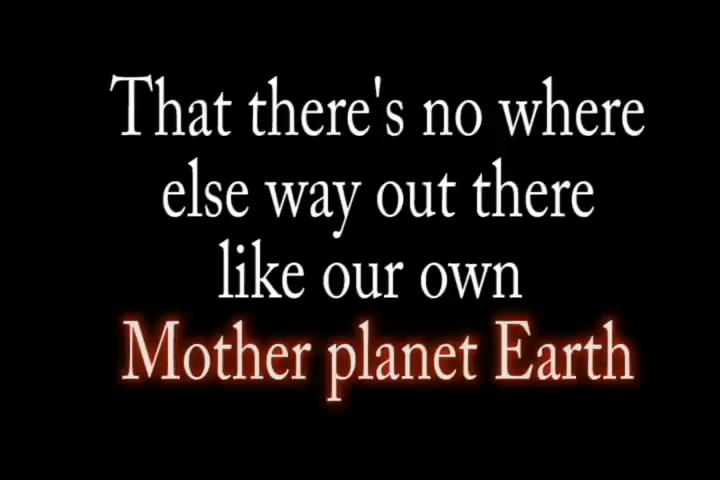 That there's no where
else way out there
like our own
Mother planet Earth